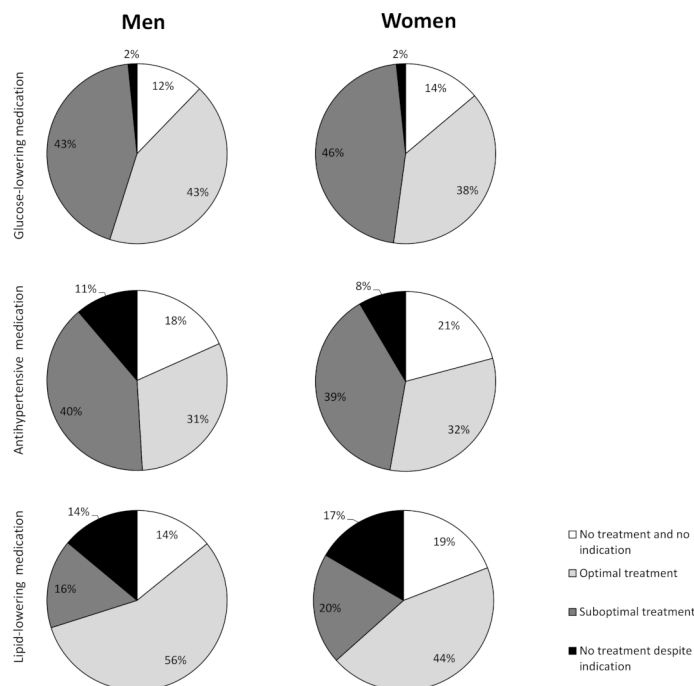 Men
Women
Glucose-lowering medication
2%
12%
43%
43%
2%
14%
46%
38%
Antihypertensive medication
11%
18%
40%
31%
8%
21%
39%
32%
Lipid-lowering medication
14%
14%
16%
56%
17%
19%
20%
44%
No treatment and no
indication
Optimal treatment
Suboptimal treatment
No treatment despite
indication